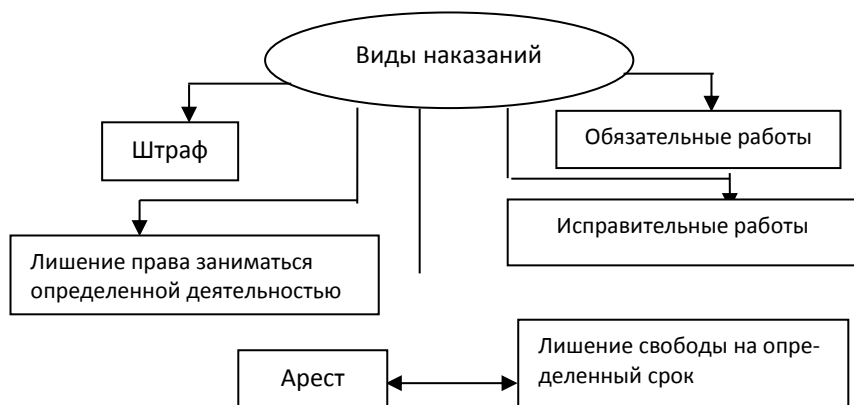 Виды наказаний
Штраф
Обязательные работы
Исправительные работы
Лишение права заниматься
определенной деятельностью
Арест
Лишение свободы на опре-
деленный срок